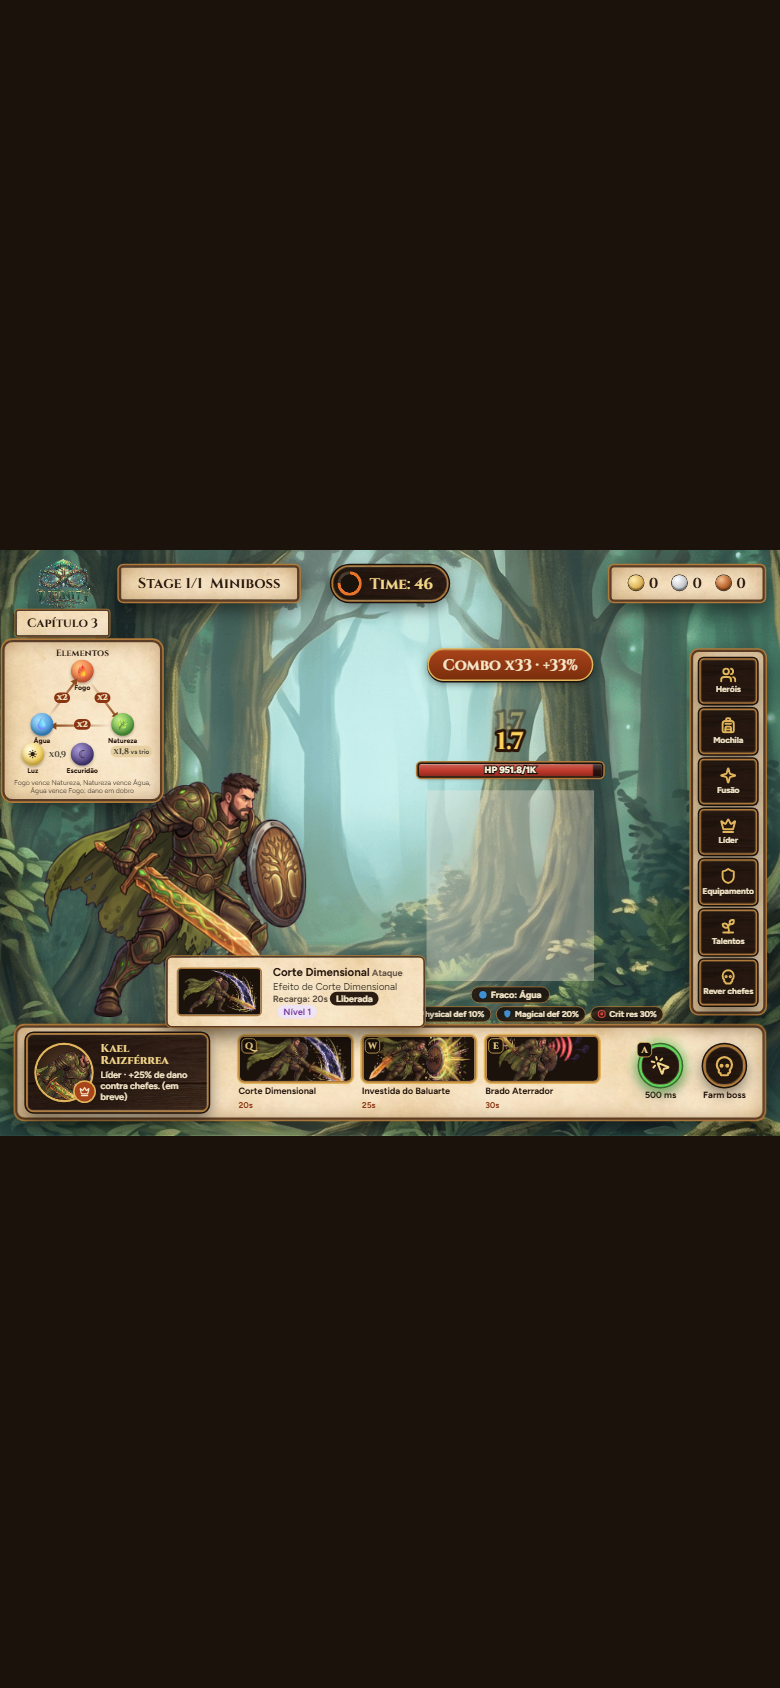 STAGE 1/1 MINIBOSS
TIME: 46
0 0 0
CAPÍTULO 3
ELEMENTOS
Fogo
x2 x2
x2
Água
Natureza
x0,9
x1,8 vs trio
Luz
Escuridão
Fogo vence Natureza, Natureza vence Água,
Água vence Fogo: dano em dobro
COMBO X33 · +33%
1.7
1.7
HP 951.8/1K
Heróis
Mochila
Fusão
Líder
Equipamento
Talentos
Rever chefes
Corte Dimensional Ataque
Efeito de Corte Dimensional
Recarga: 20s Liberada
Nível 1
Fraco: Água
hysical def 10%
Magical def 20%
Crit res 30%
KAEL
RAIZFÉRREA
Líder · +25% de dano
contra chefes. (em
breve)
Q
Corte Dimensional
20s
W
Investida do Baluarte
25s
E
Brado Aterrador
30s
A
500 ms
Farm boss